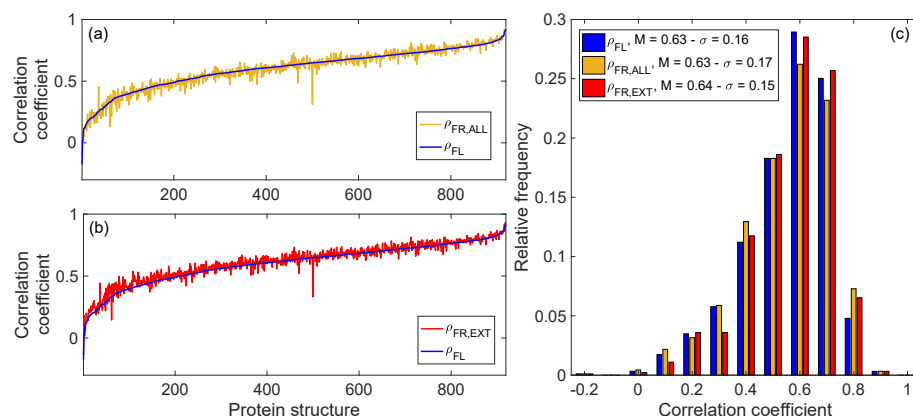 (a)
Correlation
coefficient
1
0.5
0
ρFR,ALL
ρFL
200
400
600
800
(b)
Correlation
coefficient
1
0.5
0
ρFR,EXT
ρFL
200
400
600
800
Protein structure
(c)
Relative frequency
0.3
0.25
0.2
0.15
0.1
0.05
0
ρFL, M = 0.63 - σ = 0.16
ρFR,ALL, M = 0.63 - σ = 0.17
ρFR,EXT, M = 0.64 - σ = 0.15
-0.2
0
0.2
0.4
0.6
0.8
1
Correlation coefficient